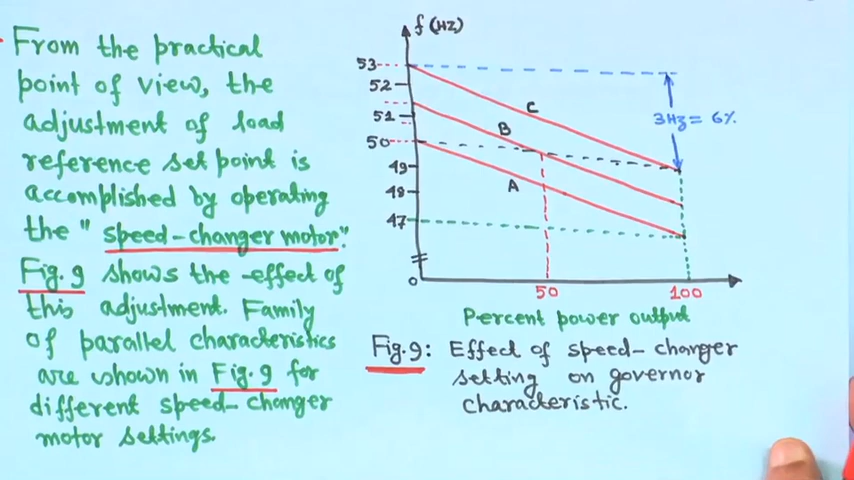 From the practical
point of view, the
adjustment of load
reference set point is
accomplished by operating
the "speed-changer motor".
Fig.9 shows the effect of
this adjustment. Family
of parallel characteristics
are shown in Fig.9 for
different speed-changer
motor settings.
f (HZ)
53
52
51
50
49
48
47
0
C
B
A
3Hz = 6%
50
100
Percent power output
Fig.9: Effect of speed-changer
setting on governor
characteristic.